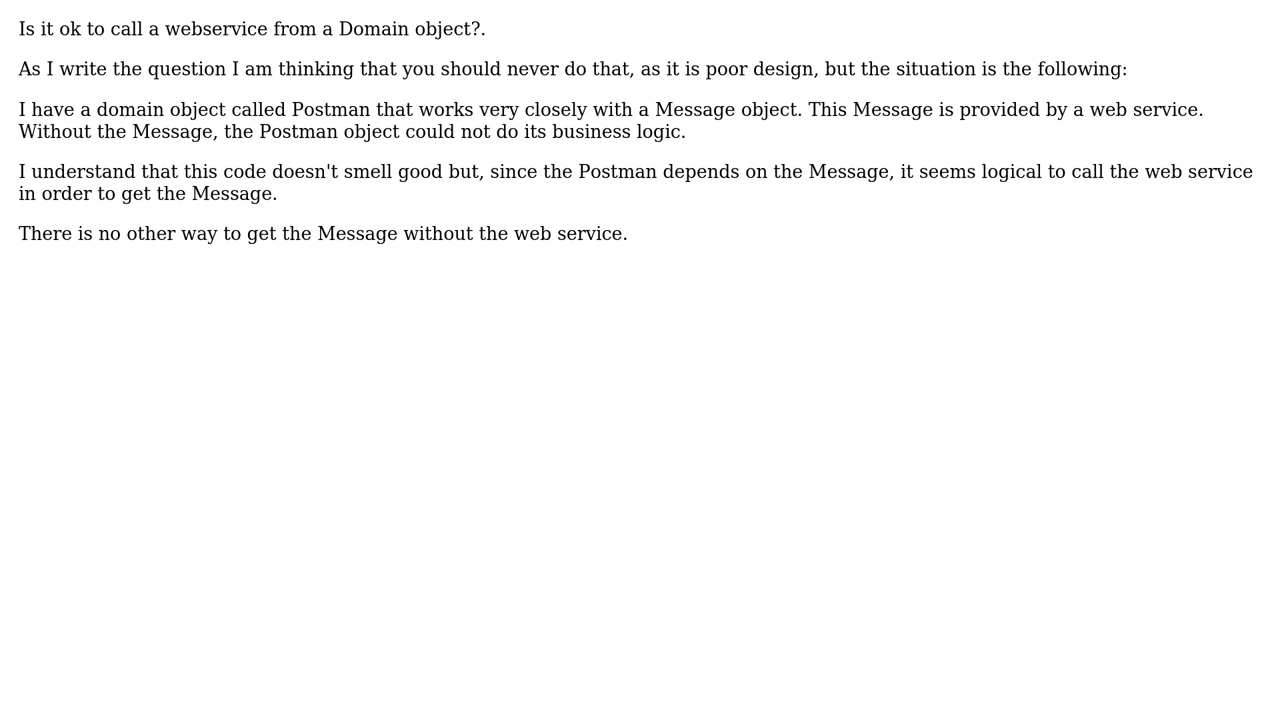 Is it ok to call a webservice from a Domain object?.
As I write the question I am thinking that you should never do that, as it is poor design, but the situation is the following:
I have a domain object called Postman that works very closely with a Message object. This Message is provided by a web service.
Without the Message, the Postman object could not do its business logic.
I understand that this code doesn't smell good but, since the Postman depends on the Message, it seems logical to call the web service
in order to get the Message.
There is no other way to get the Message without the web service.